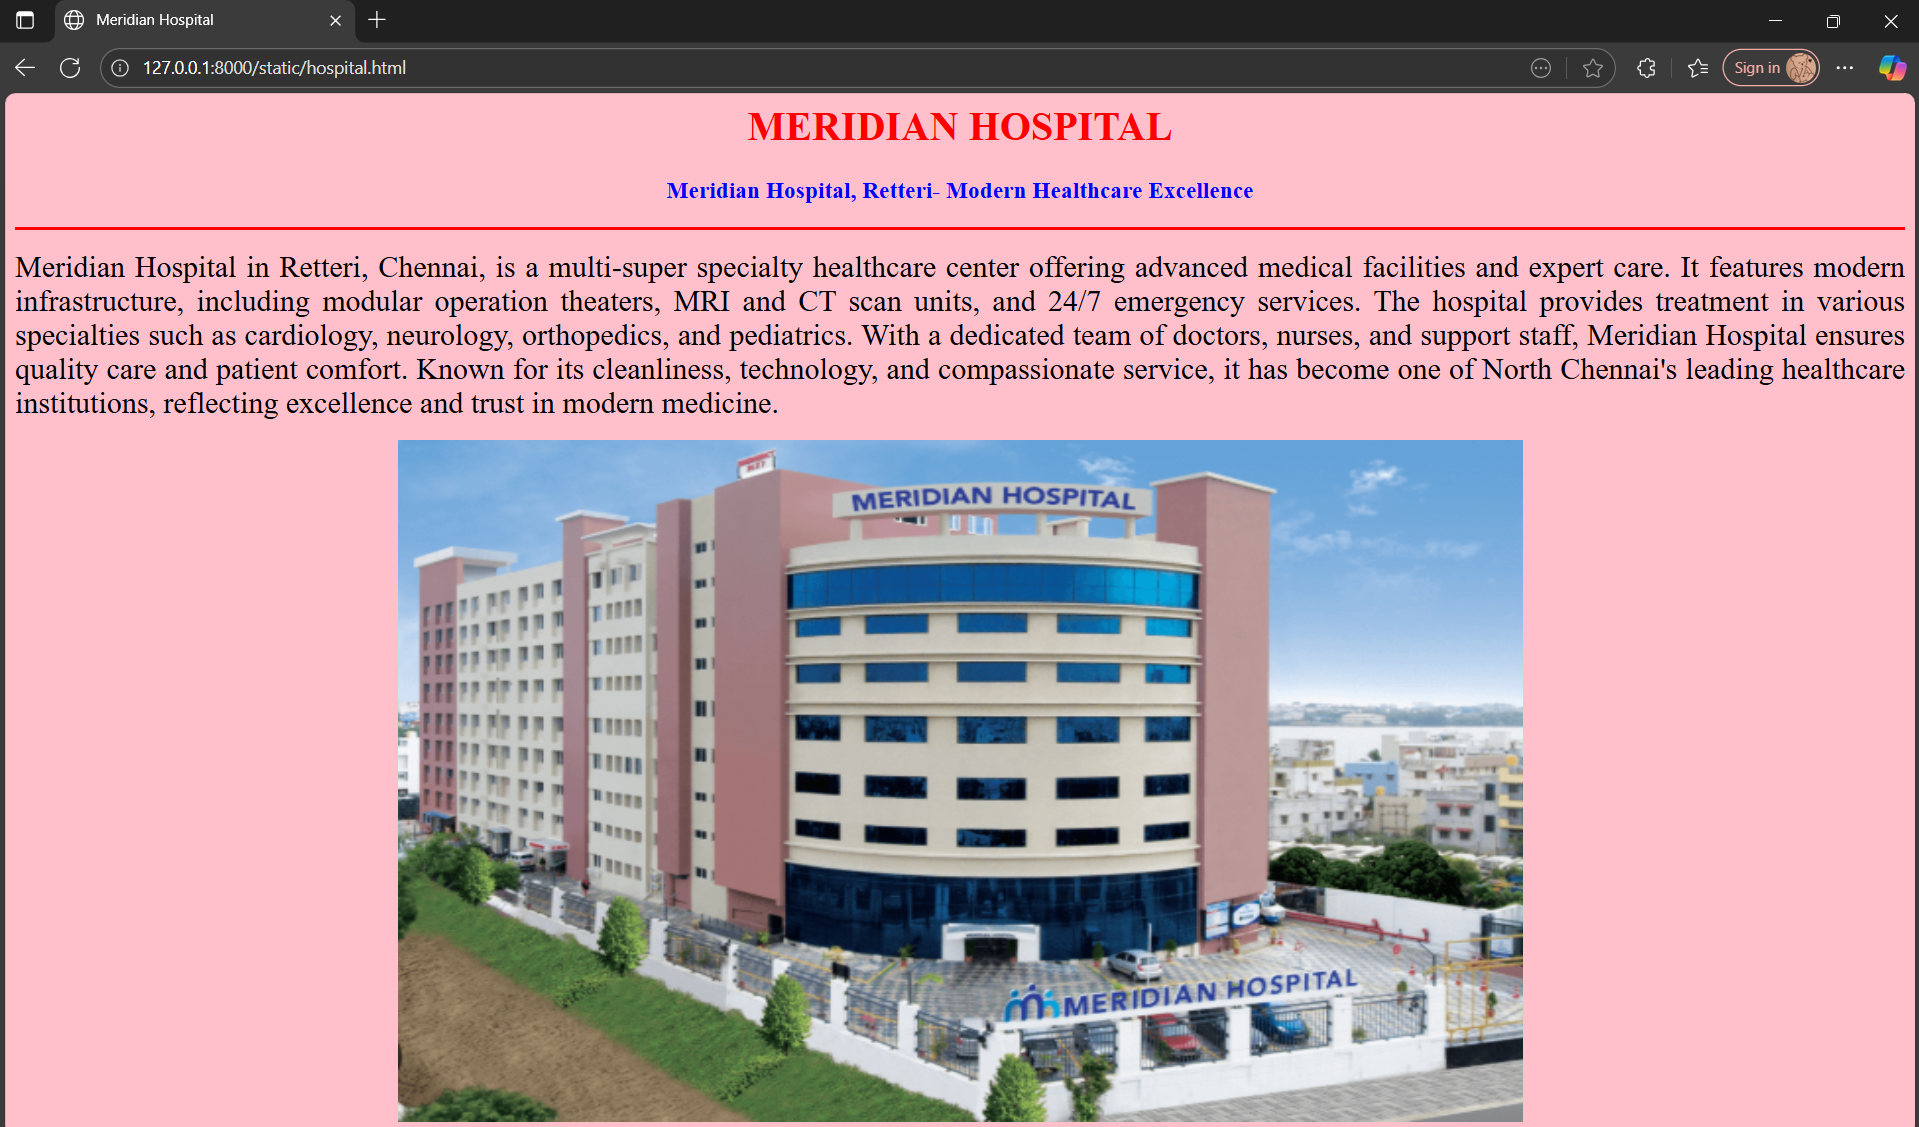 Meridian Hospital
127.0.0.1:8000/static/hospital.html
Sign in
MERIDIAN HOSPITAL
Meridian Hospital, Retteri- Modern Healthcare Excellence
Meridian Hospital in Retteri, Chennai, is a multi-super specialty healthcare center offering advanced medical facilities and expert care. It features modern
infrastructure, including modular operation theaters, MRI and CT scan units, and 24/7 emergency services. The hospital provides treatment in various
specialties such as cardiology, neurology, orthopedics, and pediatrics. With a dedicated team of doctors, nurses, and support staff, Meridian Hospital ensures
quality care and patient comfort. Known for its cleanliness, technology, and compassionate service, it has become one of North Chennai's leading healthcare
institutions, reflecting excellence and trust in modern medicine.
MERIDIAN HOSPITAL
MERIDIAN HOSPITAL